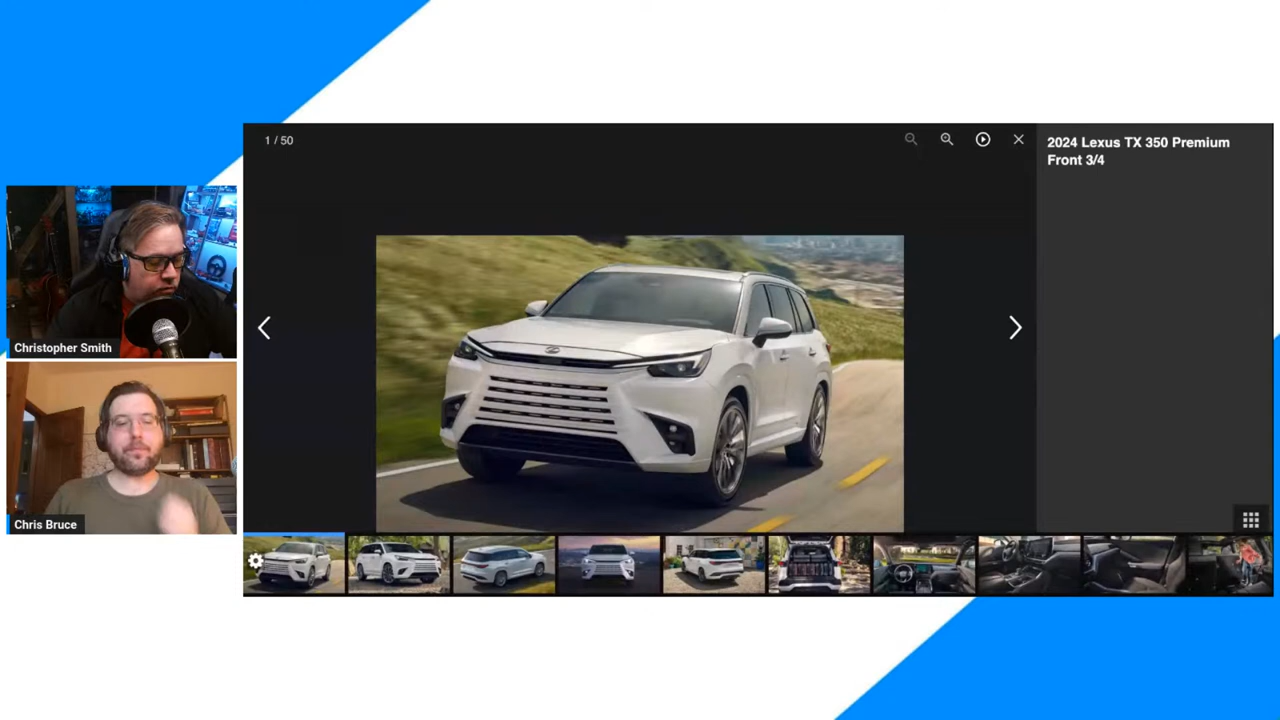 1 / 50
2024 Lexus TX 350 Premium
Front 3/4
Christopher Smith
Chris Bruce